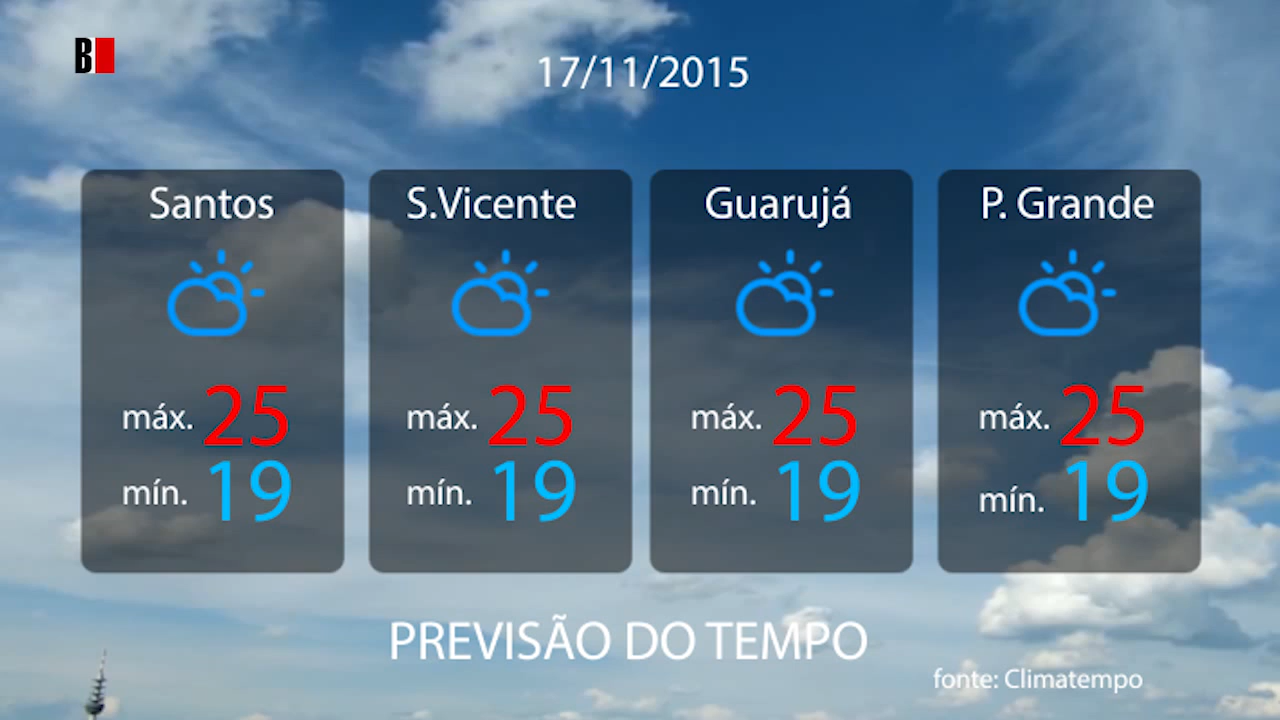 B
17/11/2015
Santos
máx. 25
mín. 19
S.Vicente
máx. 25
mín. 19
Guarujá
máx. 25
mín. 19
P. Grande
máx. 25
mín. 19
PREVISÃO DO TEMPO
fonte: Climatempo